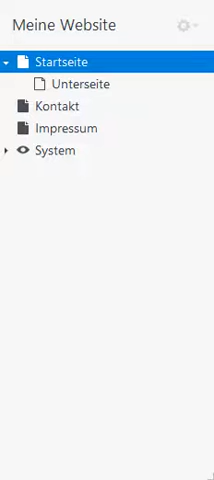 Meine Website
Startseite
Unterseite
Kontakt
Impressum
System